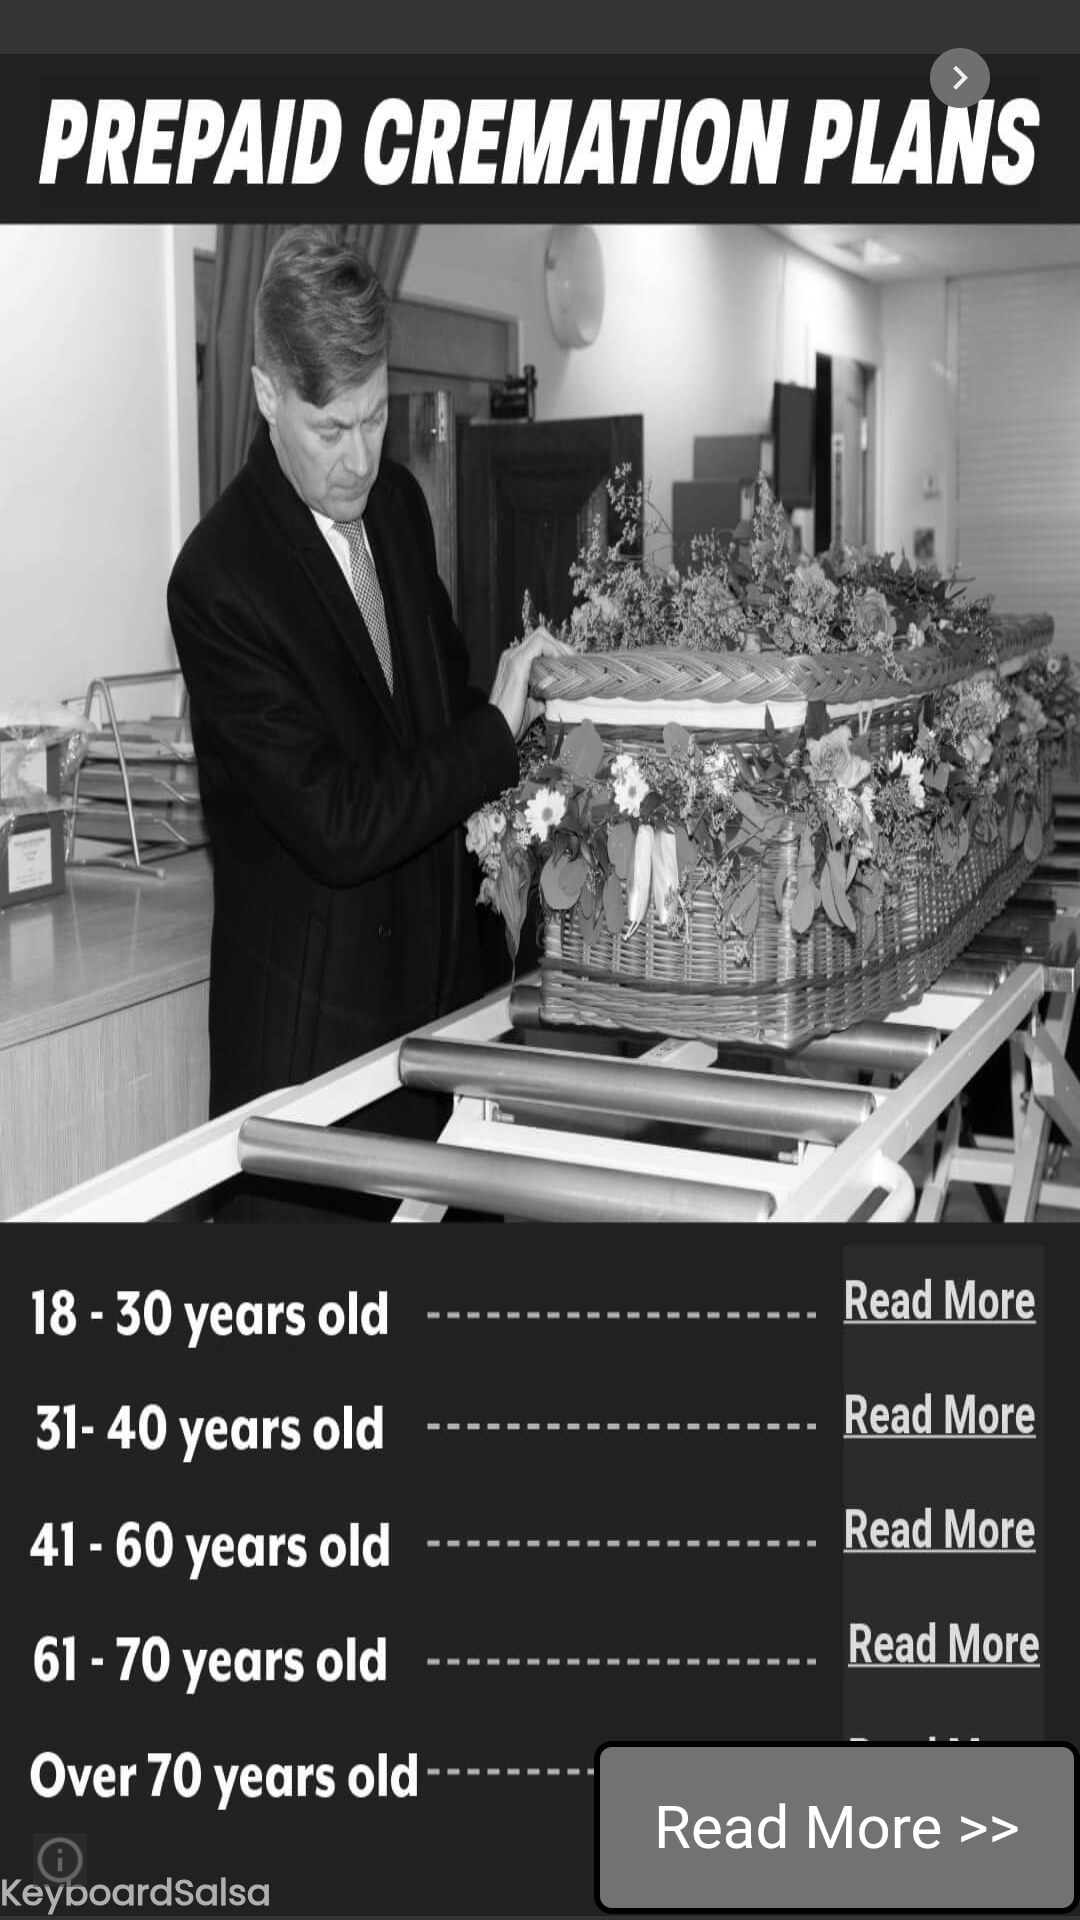 PREPAID CREMATION PLANS
18 - 30 years old ------------------- Read More
31- 40 years old ------------------- Read More
41 - 60 years old ------------------- Read More
61 - 70 years old ------------------- Read More
Over 70 years old ---------
Read More >>
KeyboardSalsa